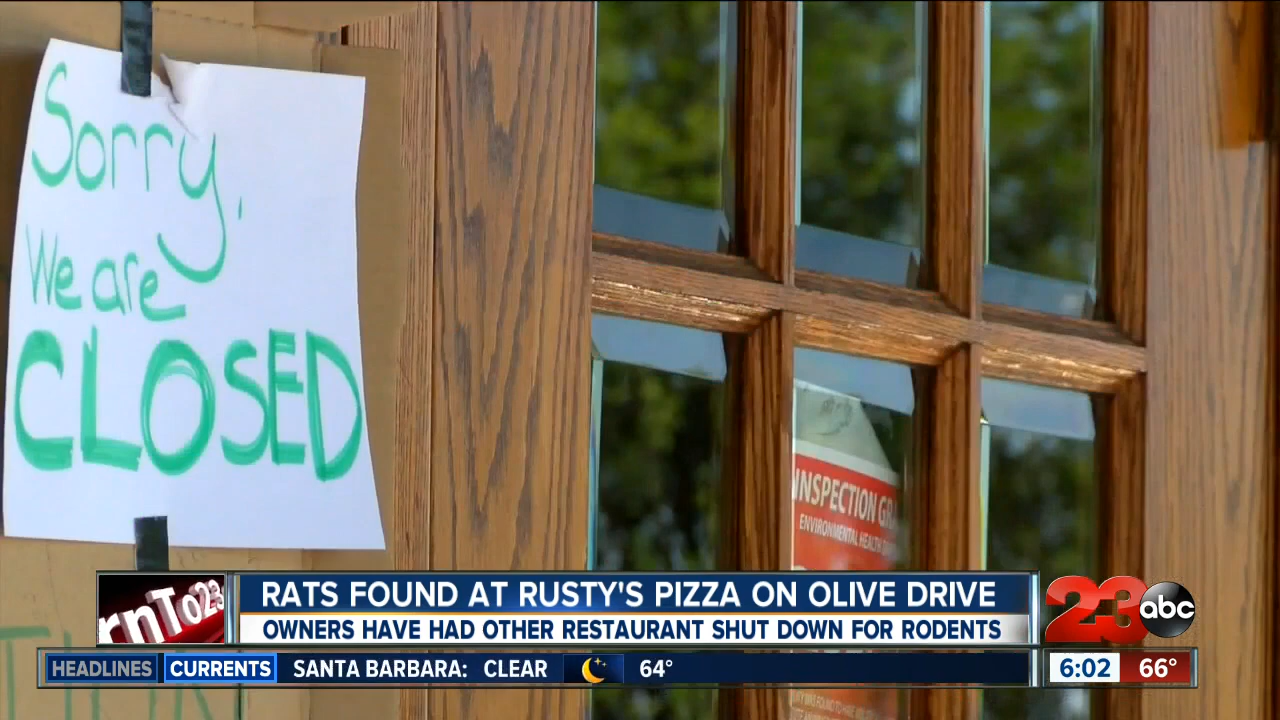 Sorry,
We are
CLOSED
INSPECTION
ENVIRONMENTAL HEALTH
rnTo23
RATS FOUND AT RUSTY'S PIZZA ON OLIVE DRIVE
OWNERS HAVE HAD OTHER RESTAURANT SHUT DOWN FOR RODENTS
23 abc
HEADLINES CURRENTS SANTA BARBARA: CLEAR 64° 6:02 66°